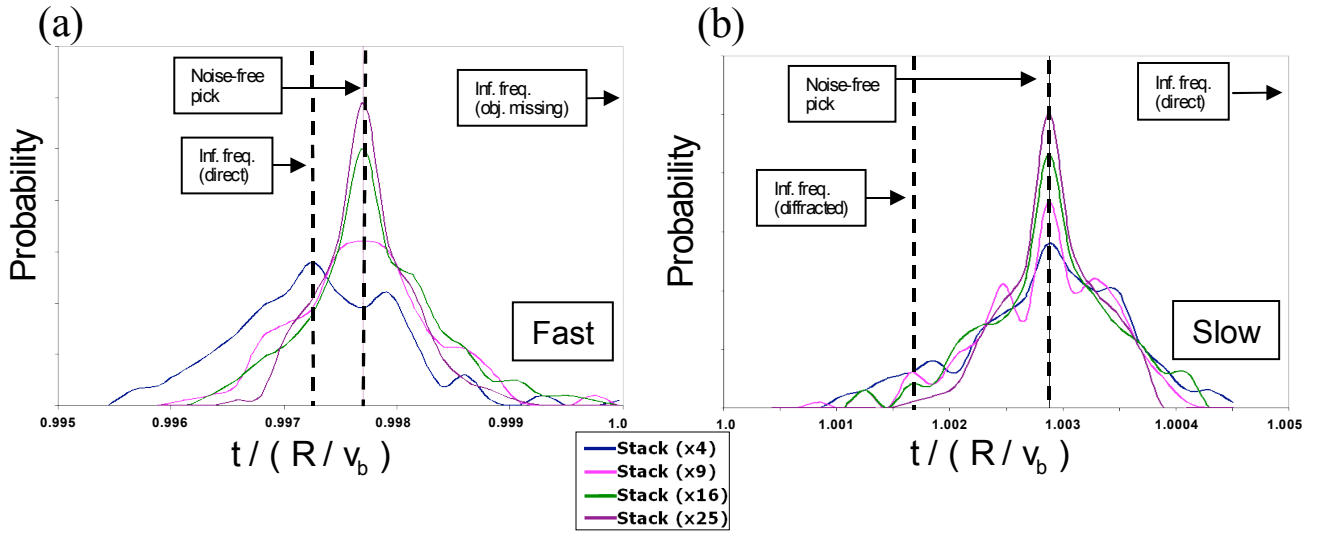 (a)
Noise-free
pick
Inf. freq.
(obj. missing)
Inf. freq.
(direct)
Probability
Fast
0.995
0.996
0.997
0.998
0.999
1.0
t / ( R / v_b )
(b)
Noise-free
pick
Inf. freq.
(direct)
Inf. freq.
(diffracted)
Probability
Slow
1.0
1.001
1.002
1.003
1.0004
1.005
t / ( R / v_b )
Stack (x4)
Stack (x9)
Stack (x16)
Stack (x25)